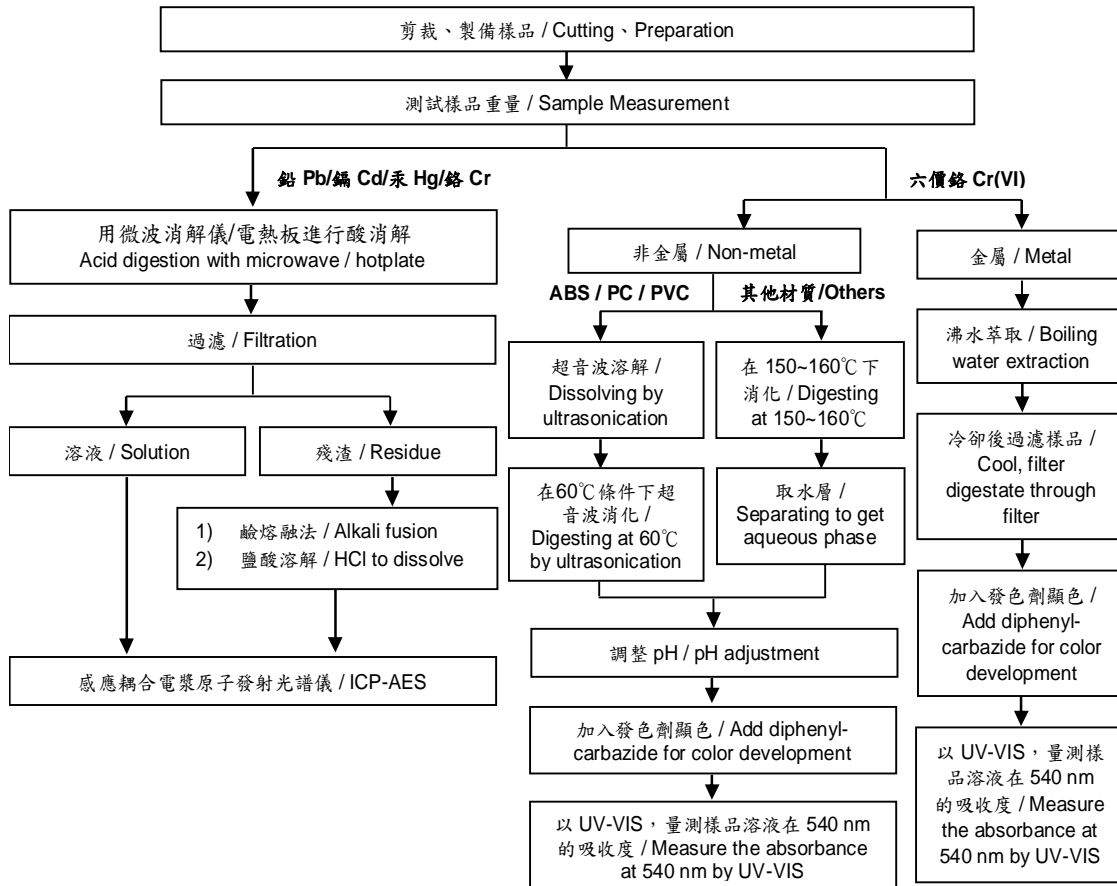 剪裁、製備樣品 / Cutting、Preparation
測試樣品重量 / Sample Measurement
鉛 Pb/鎘 Cd/汞 Hg/鉻 Cr
六價鉻 Cr(VI)
用微波消解儀/電熱板進行酸消解
Acid digestion with microwave / hotplate
過濾 / Filtration
溶液 / Solution
殘渣 / Residue
1) 鹼熔融法 / Alkali fusion
2) 鹽酸溶解 / HCl to dissolve
感應耦合電漿原子發射光譜儀 / ICP-AES
非金屬 / Non-metal
ABS / PC / PVC
其他材質/Others
超音波溶解 /
Dissolving by
ultrasonication
在60℃條件下超
音波消化 /
Digesting at 60℃
by ultrasonication
在 150~160℃下
消化 / Digesting
at 150~160℃
取水層 /
Separating to get
aqueous phase
調整 pH / pH adjustment
加入發色劑顯色 / Add diphenyl-
carbazide for color development
以 UV-VIS，量測樣品溶液在 540 nm
的吸收度 / Measure the absorbance
at 540 nm by UV-VIS
金屬 / Metal
沸水萃取 / Boiling
water extraction
冷卻後過濾樣品 /
Cool, filter
digestate through
filter
加入發色劑顯色 /
Add diphenyl-
carbazide for color
development
以 UV-VIS，量測樣
品溶液在 540 nm
的吸收度 / Measure
the absorbance at
540 nm by UV-VIS